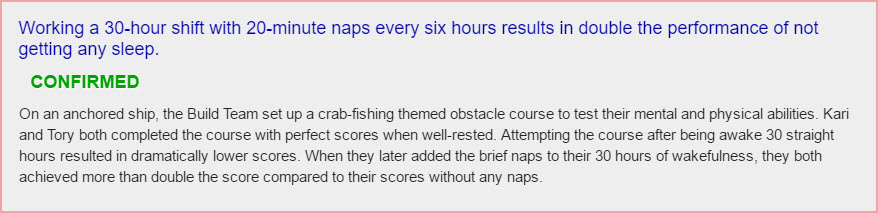 Working a 30-hour shift with 20-minute naps every six hours results in double the performance of not
getting any sleep.
CONFIRMED
On an anchored ship, the Build Team set up a crab-fishing themed obstacle course to test their mental and physical abilities. Kari
and Tory both completed the course with perfect scores when well-rested. Attempting the course after being awake 30 straight
hours resulted in dramatically lower scores. When they later added the brief naps to their 30 hours of wakefulness, they both
achieved more than double the score compared to their scores without any naps.